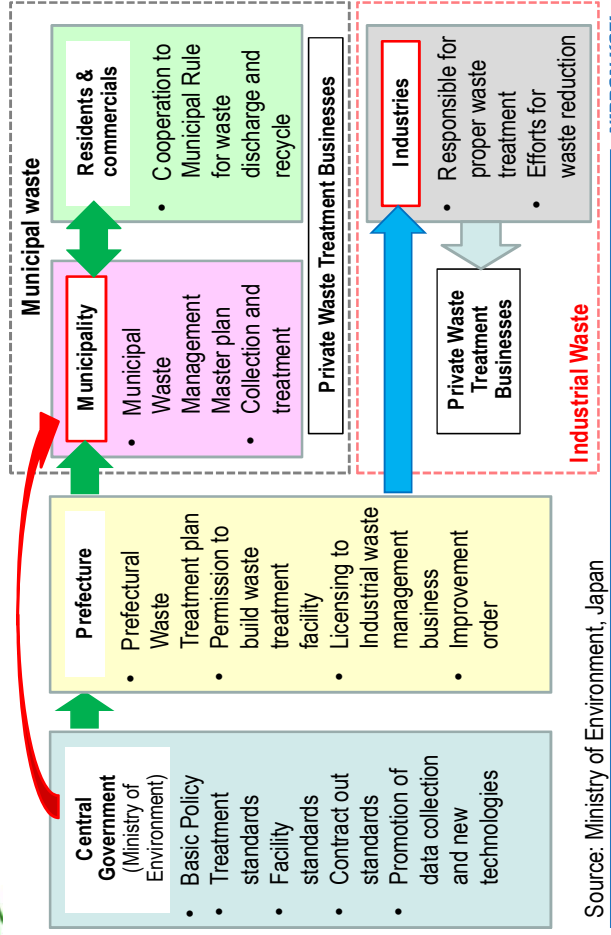 Central
Government
(Ministry of
Environment)
• Basic Policy
• Treatment
standards
• Facility
standards
• Contract out
standards
• Promotion of
data collection
and new
technologies
Prefecture
• Prefectural
Waste
Treatment plan
• Permission to
build waste
treatment
facility
• Licensing to
Industrial waste
management
business
• Improvement
order
Municipal waste
Municipality
• Municipal
Waste
Management
Master plan
• Collection and
treatment
Residents &
commercials
• Cooperation to
Municipal Rule
for waste
discharge and
recycle
Private Waste Treatment Businesses
Industries
• Responsible for
proper waste
treatment
• Efforts for
waste reduction
Private Waste
Treatment
Businesses
Industrial Waste
Source: Ministry of Environment, Japan